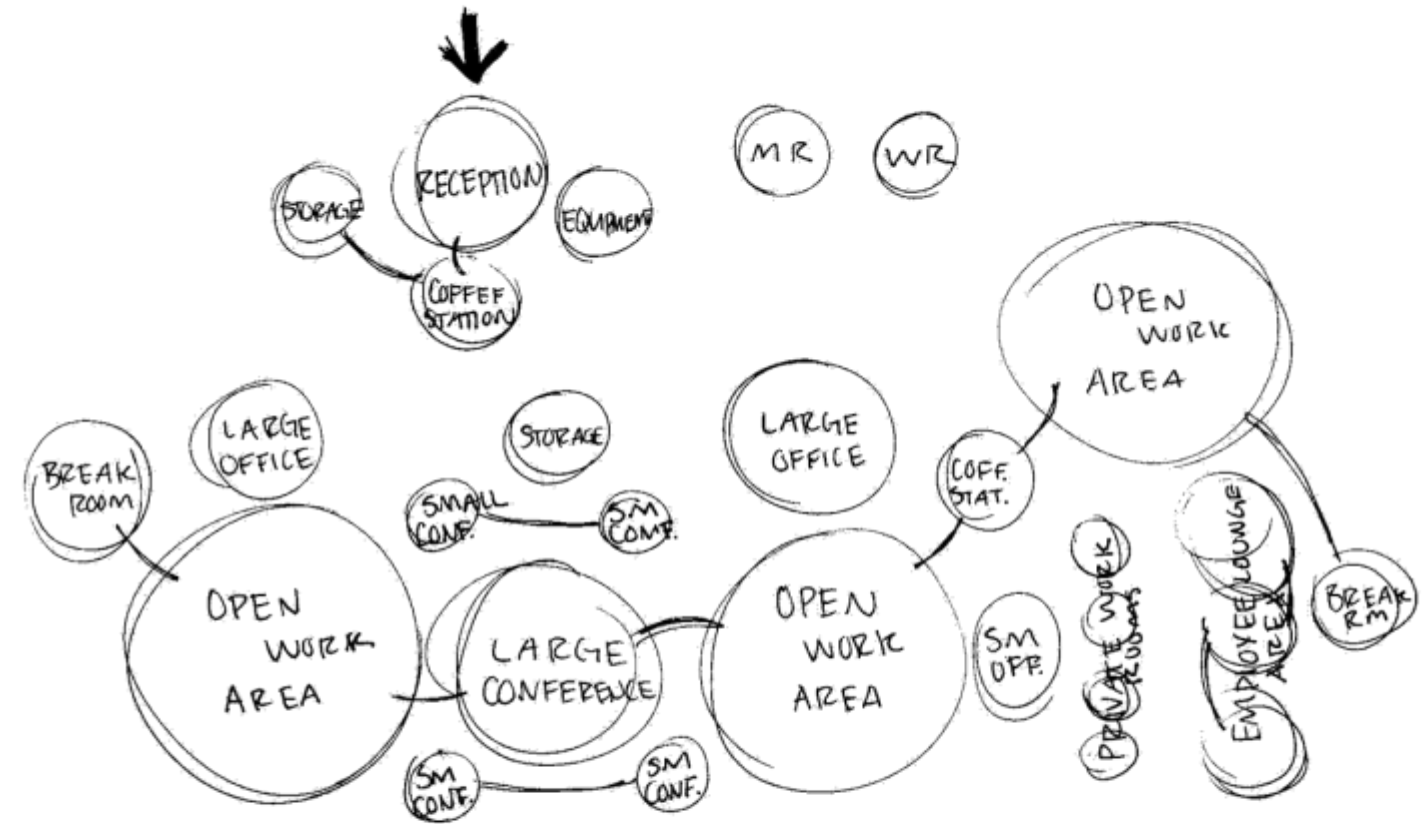 RECEPTION
MR
WR
STORAGE
EQUIPMENT
COFFEE
STATION
OPEN
WORK
AREA
LARGE
OFFICE
STORAGE
LARGE
OFFICE
BREAK
ROOM
COFF.
STAT.
SMALL
CONF.
SM
CONF.
OPEN
WORK
AREA
LARGE
CONFERENCE
OPEN
WORK
AREA
SM
OFF.
PRIVATE WORK
ROOMS
EMPLOYEE LOUNGE
AREA
BREAK
RM
SM
CONF.
SM
CONF.